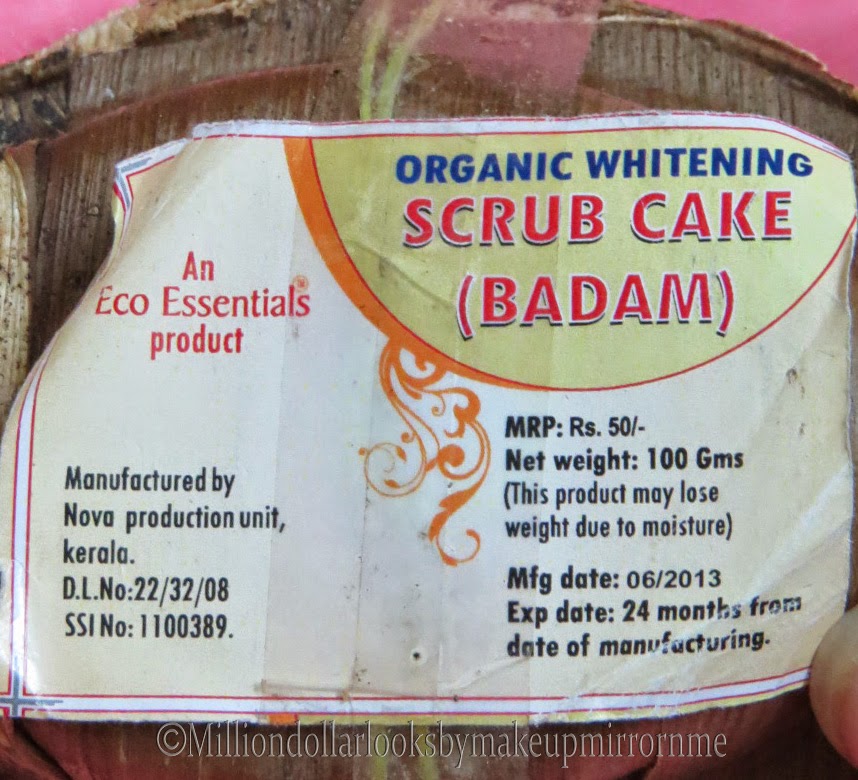 ORGANIC WHITENING
SCRUB CAKE
(BADAM)
An
Eco Essentials™
product
MRP: Rs. 50/-
Net weight: 100 Gms
(This product may lose
weight due to moisture)
Mfg date: 06/2013
Exp date: 24 months from
date of manufacturing.
Manufactured by
Nova production unit,
kerala.
D.L.No:22/32/08
SSI No: 1100389.
©Milliondollarlooksbymakeupmirrornme